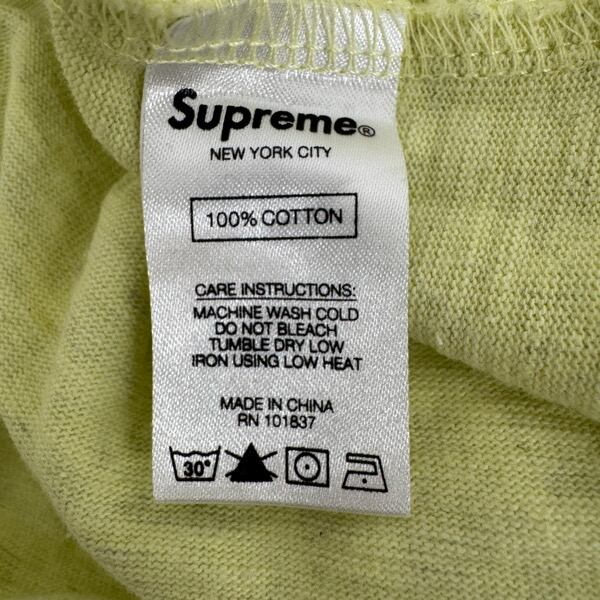 Supreme®
NEW YORK CITY
100% COTTON
CARE INSTRUCTIONS:
MACHINE WASH COLD
DO NOT BLEACH
TUMBLE DRY LOW
IRON USING LOW HEAT
MADE IN CHINA
RN 101837
30°